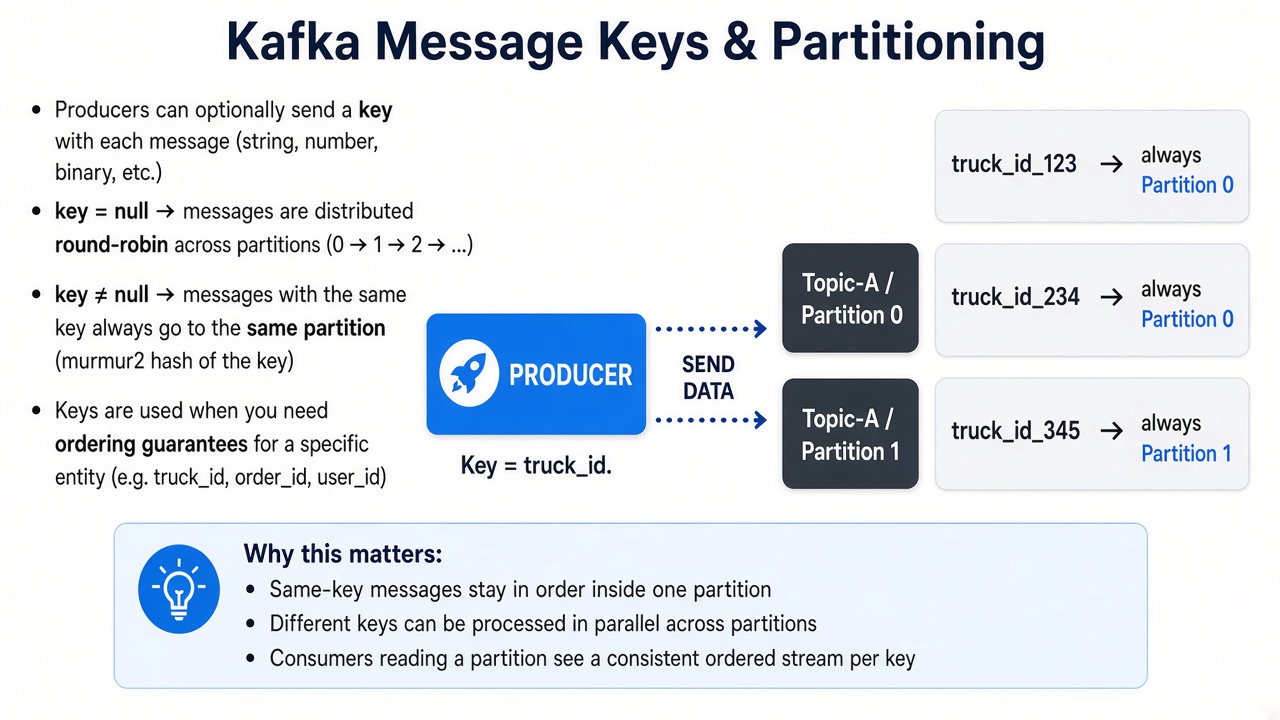 Kafka Message Keys & Partitioning
• Producers can optionally send a key
with each message (string, number,
binary, etc.)
• key = null → messages are distributed
round-robin across partitions (0 → 1 → 2 → ...)
• key ≠ null → messages with the same
key always go to the same partition
(murmur2 hash of the key)
• Keys are used when you need
ordering guarantees for a specific
entity (e.g. truck_id, order_id, user_id)
PRODUCER
Key = truck_id.
SEND
DATA
Topic-A /
Partition 0
Topic-A /
Partition 1
truck_id_123 → always
Partition 0
truck_id_234 → always
Partition 0
truck_id_345 → always
Partition 1
Why this matters:
• Same-key messages stay in order inside one partition
• Different keys can be processed in parallel across partitions
• Consumers reading a partition see a consistent ordered stream per key